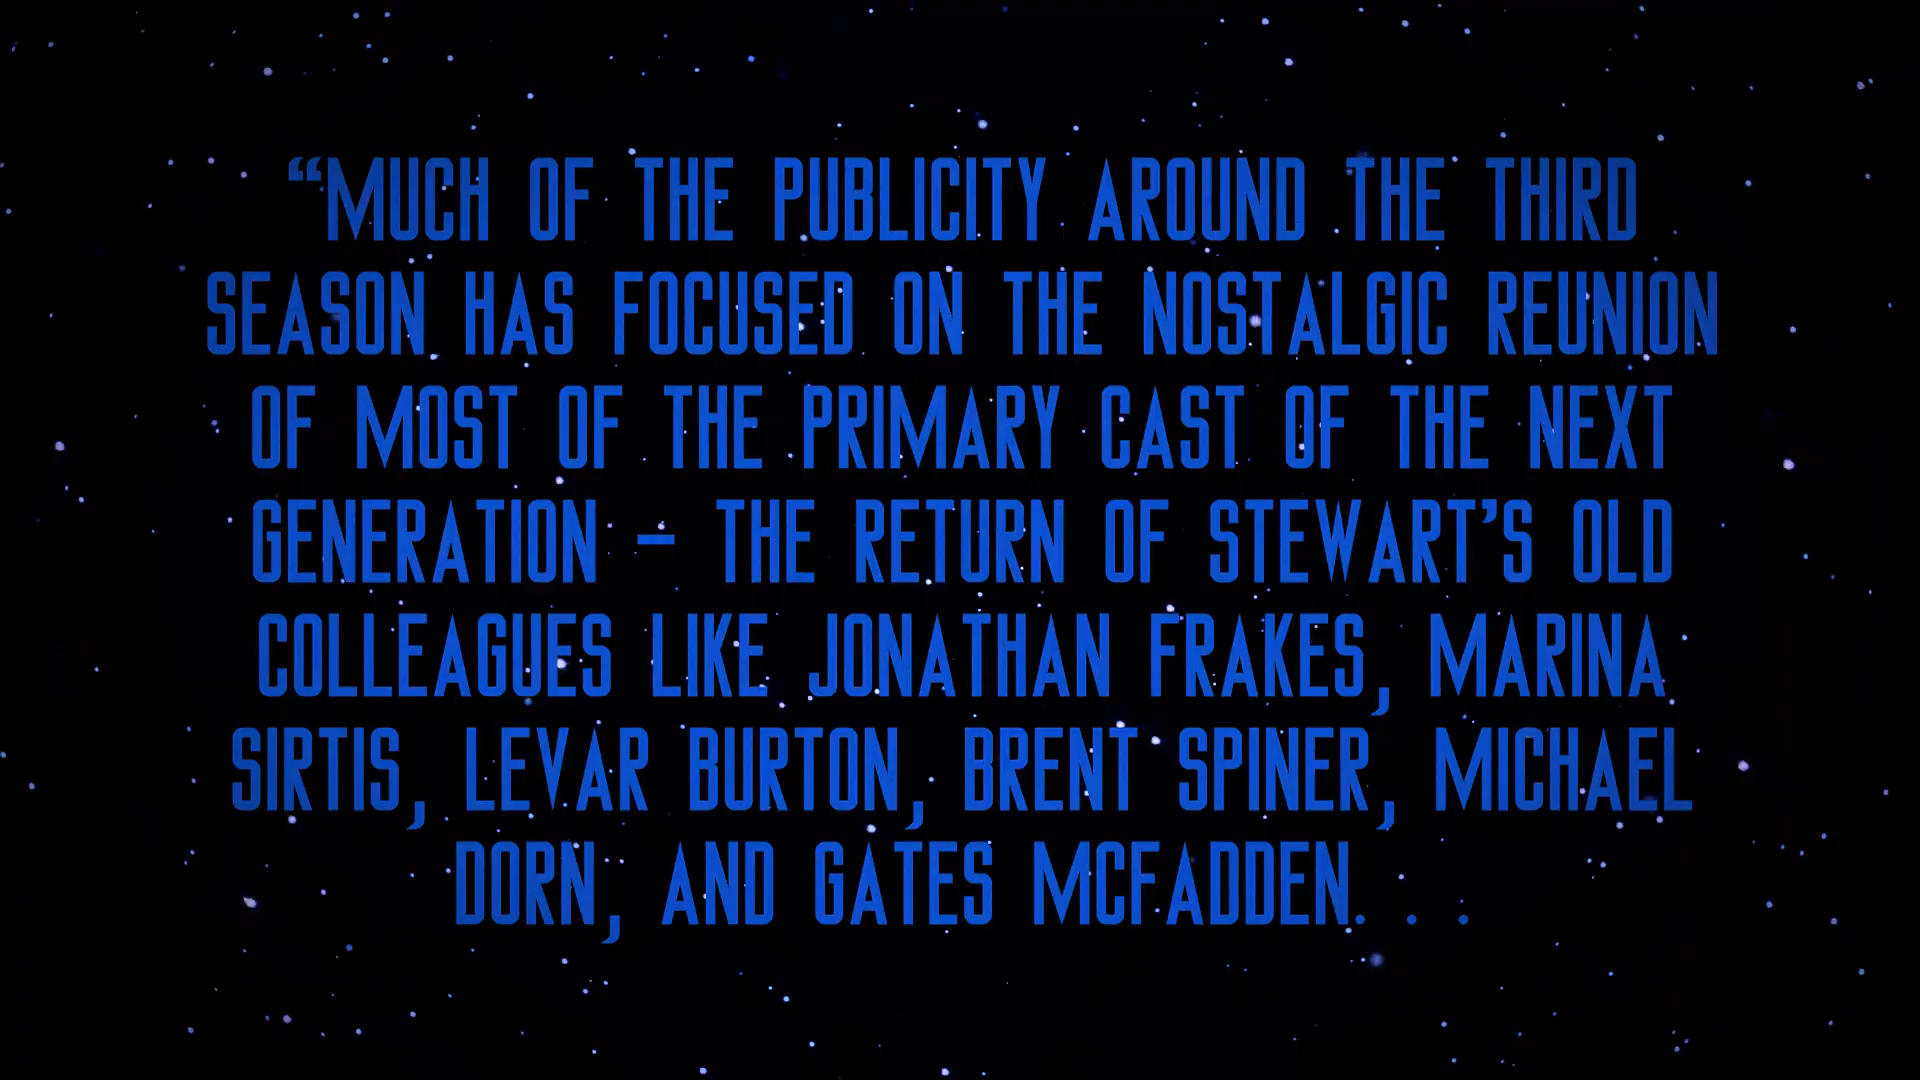 “MUCH OF THE PUBLICITY AROUND THE THIRD
SEASON HAS FOCUSED ON THE NOSTALGIC REUNION
OF MOST OF THE PRIMARY CAST OF THE NEXT
GENERATION – THE RETURN OF STEWART’S OLD
COLLEAGUES LIKE JONATHAN FRAKES, MARINA
SIRTIS, LEVAR BURTON, BRENT SPINER, MICHAEL
DORN, AND GATES MCFADDEN. . .